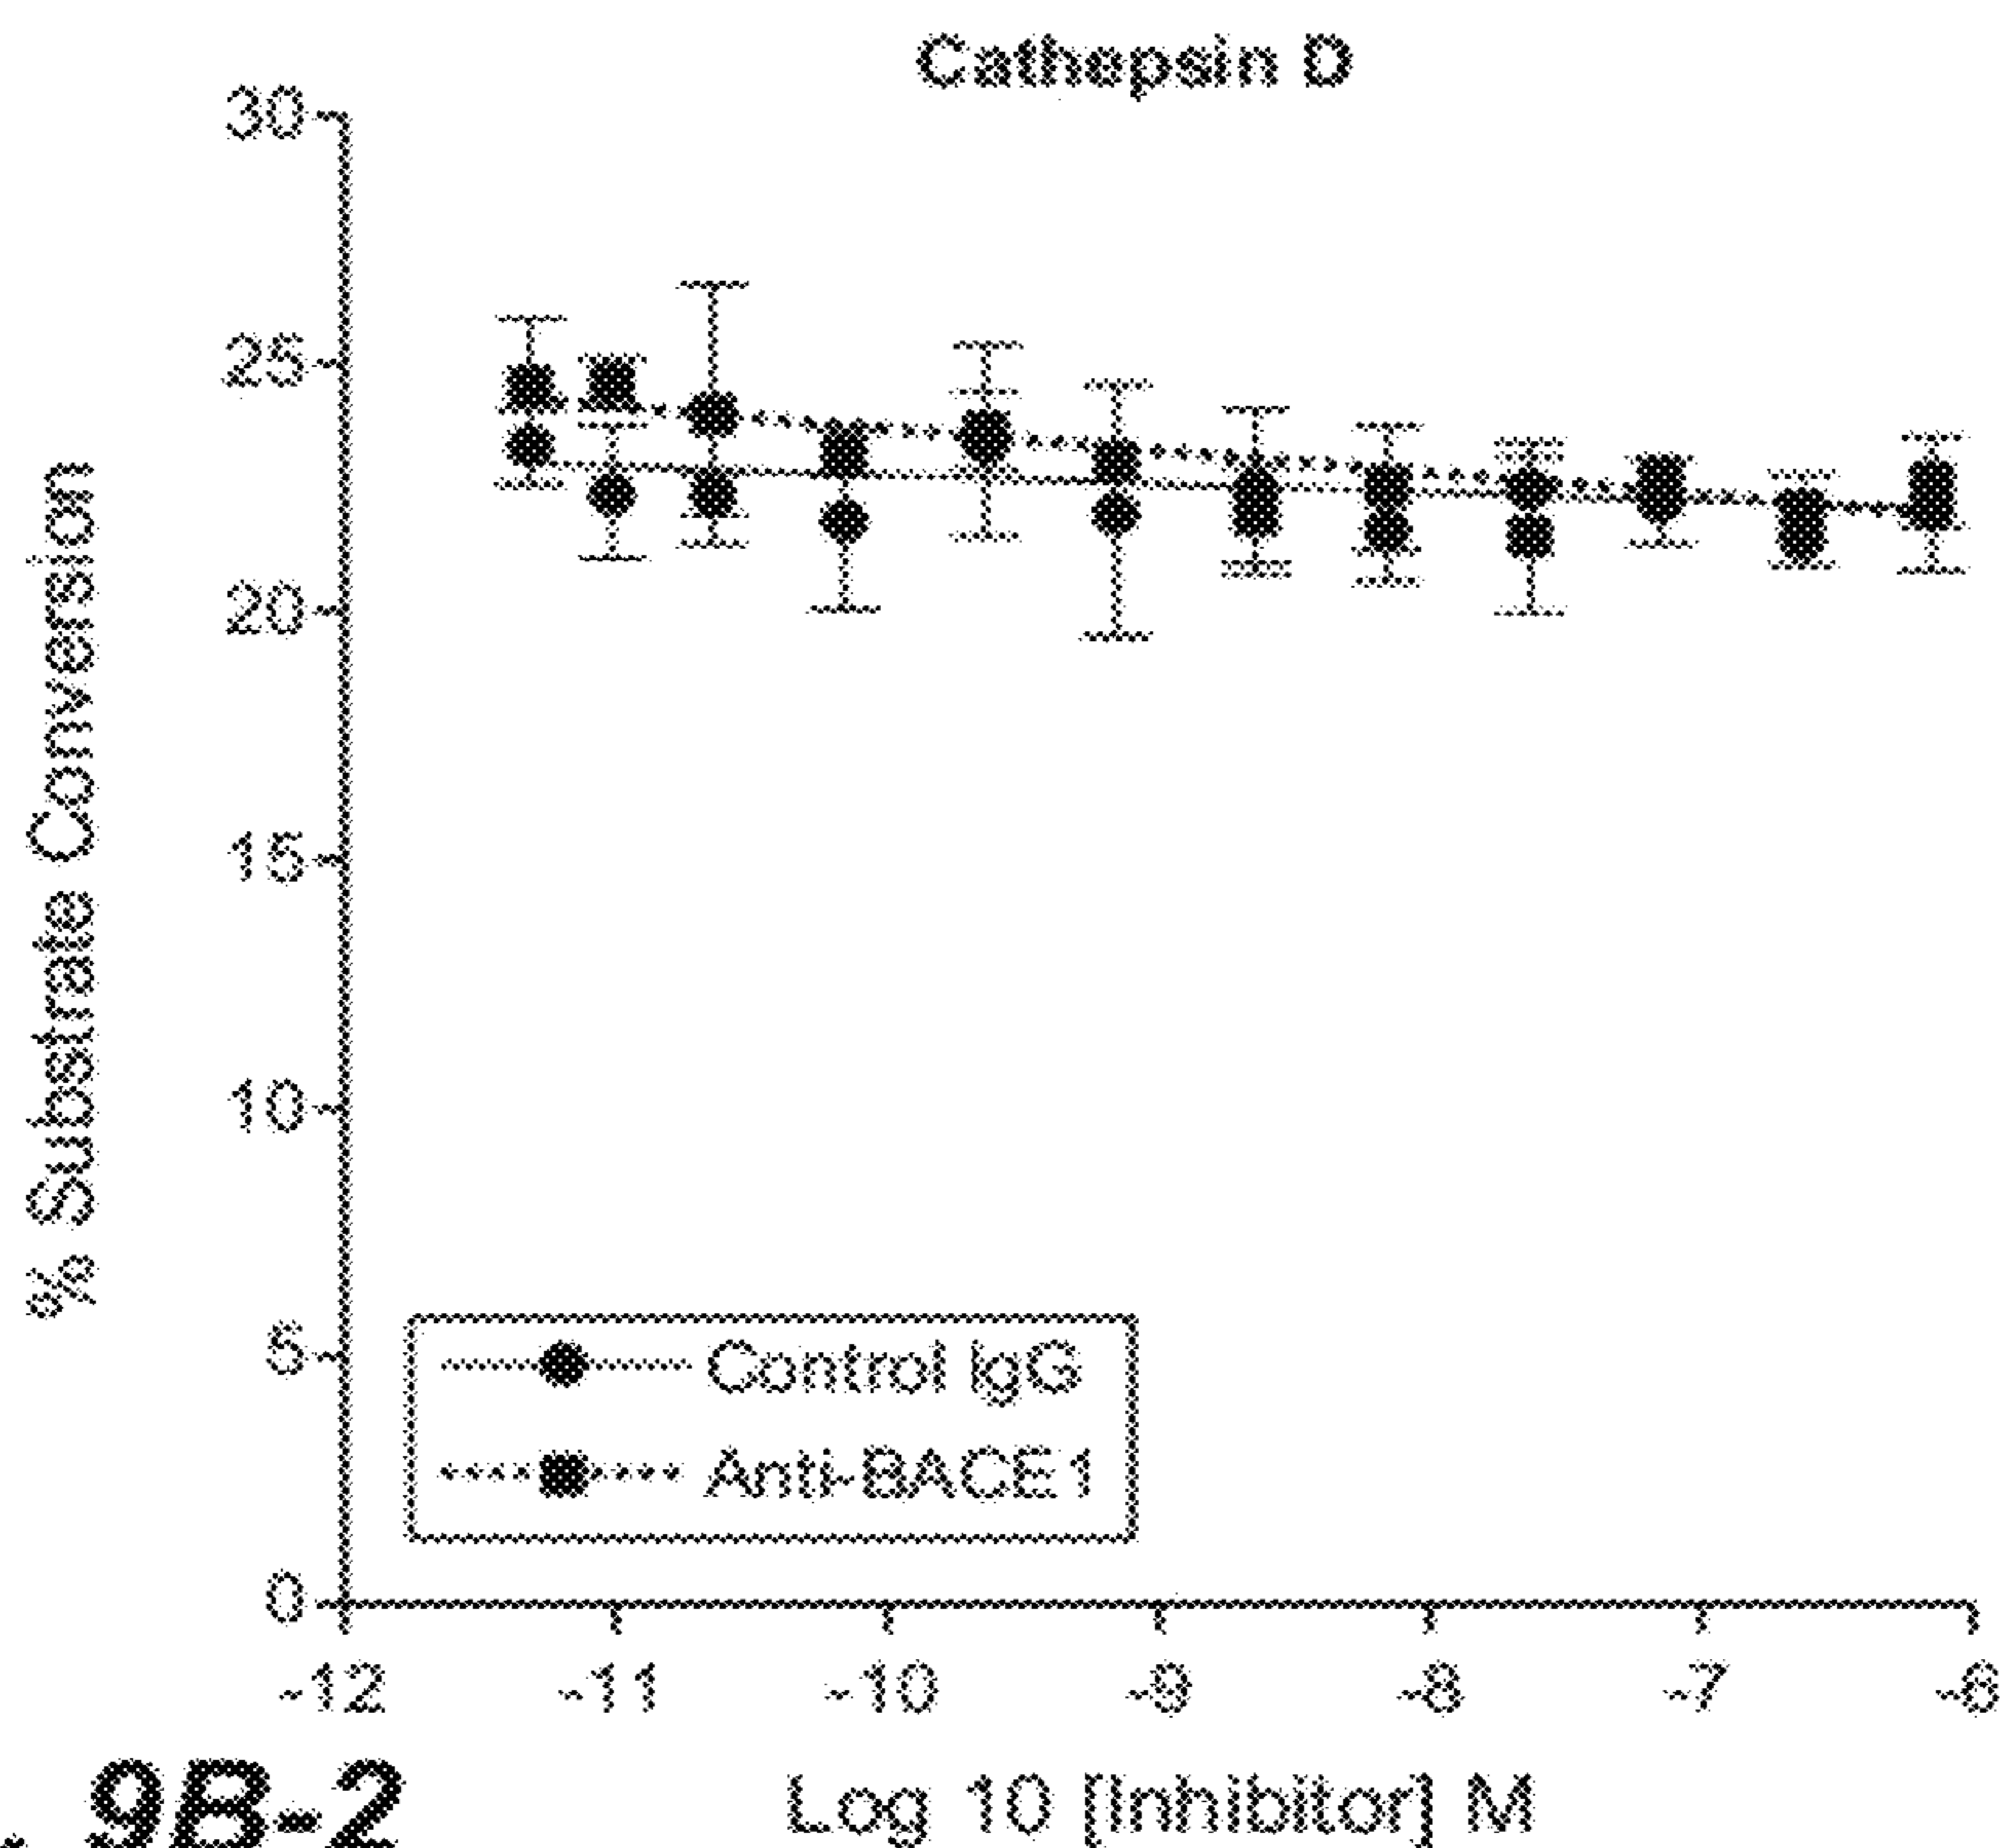 Cathepsin D
30
25
20
15
10
5
0
% Substrate Conversion
Control IgG
Anti-BACE1
-12 -11 -10 -9 -8 -7 -6
Log 10 [Inhibitor] M
9B-2